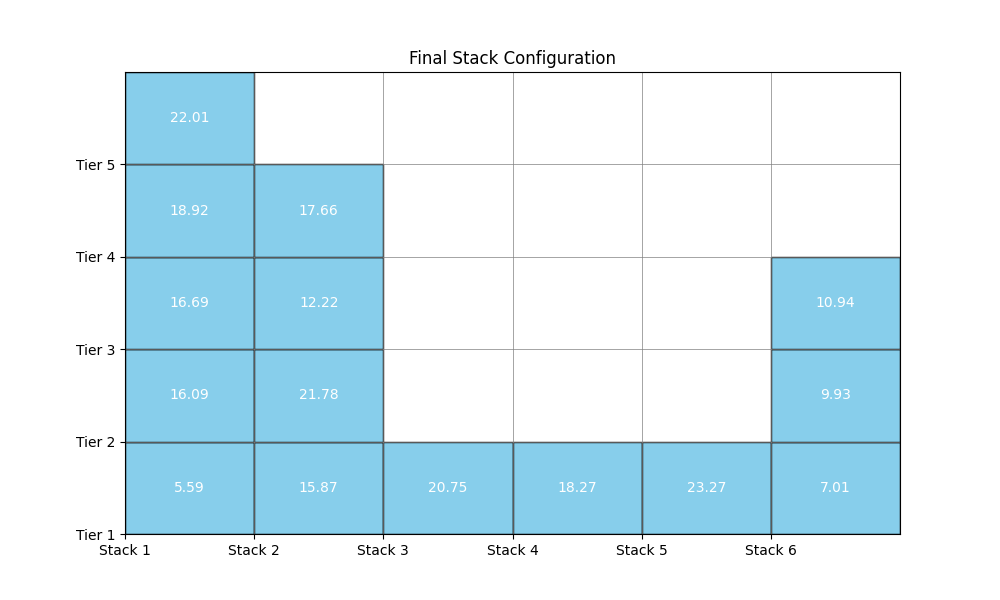 Final Stack Configuration
22.01
Tier 5
18.92 17.66
Tier 4
16.69 12.22 10.94
Tier 3
16.09 21.78 9.93
Tier 2
5.59 15.87 20.75 18.27 23.27 7.01
Tier 1
Stack 1 Stack 2 Stack 3 Stack 4 Stack 5 Stack 6